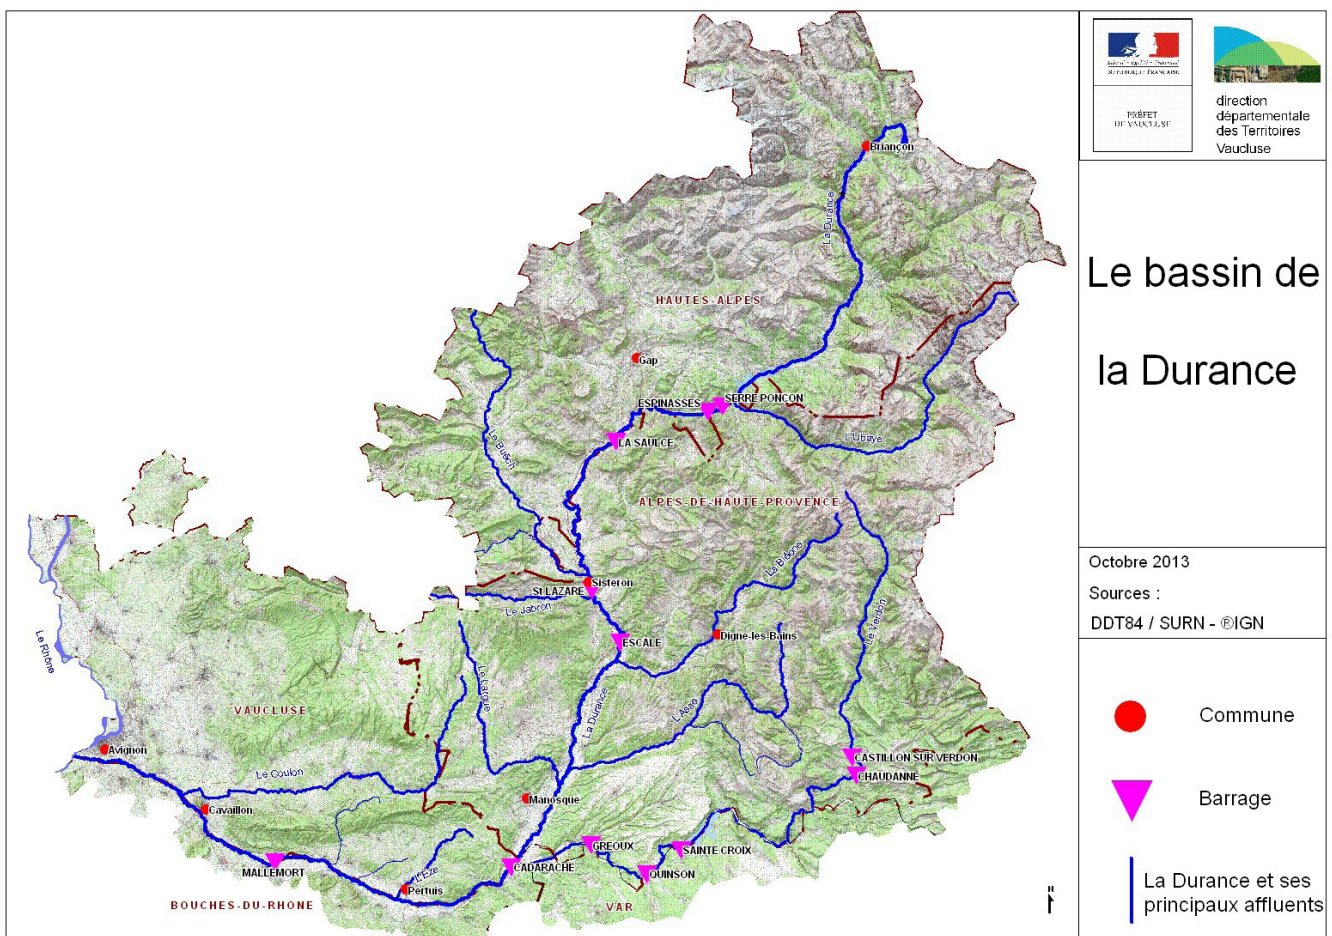 RÉPUBLIQUE FRANÇAISE
PRÉFET
DE VAUCLUSE
direction
départementale
des Territoires
Vaucluse
Le bassin de
la Durance
Octobre 2013
Sources :
DDT84 / SURN - ®IGN
Commune
Barrage
La Durance et ses
principaux affluents
Briançon
La Durance
HAUTES-ALPES
Gap
ESPINASSES
SERRE PONCON
LA SAULCE
L'Ubaye
Le Buëch
ALPES-DE-HAUTE-PROVENCE
La Bléone
Sisteron
St LAZARE
Le Jabron
ESCALE
Digne-les-Bains
Le Verdon
Le Rhône
Le Largue
La Durance
L'Asse
VAUCLUSE
Avignon
CASTILLON SUR VERDON
CHAUDANNE
Le Coulon
Manosque
Cavaillon
GREOUX
SAINTE CROIX
MALLEMORT
CADARACHE
QUINSON
L'Eze
Pertuis
BOUCHES-DU-RHONE
VAR